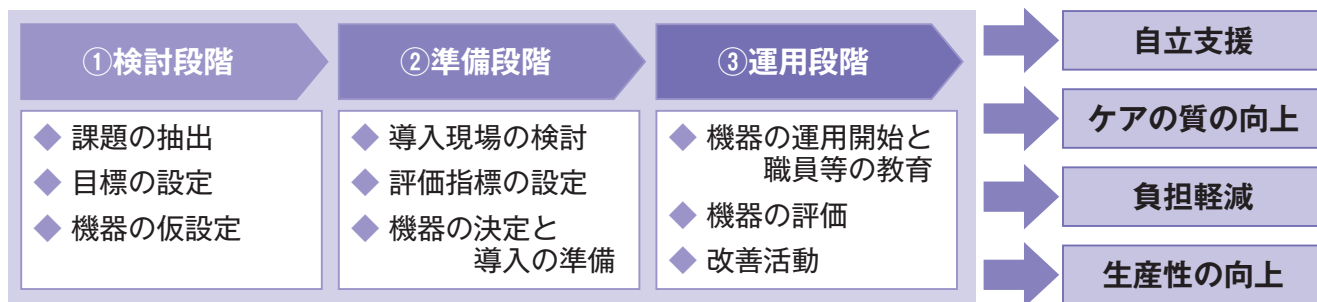 ①検討段階
◆ 課題の抽出
◆ 目標の設定
◆ 機器の仮設定
②準備段階
◆ 導入現場の検討
◆ 評価指標の設定
◆ 機器の決定と
導入の準備
③運用段階
◆ 機器の運用開始と
職員等の教育
◆ 機器の評価
◆ 改善活動
自立支援
ケアの質の向上
負担軽減
生産性の向上